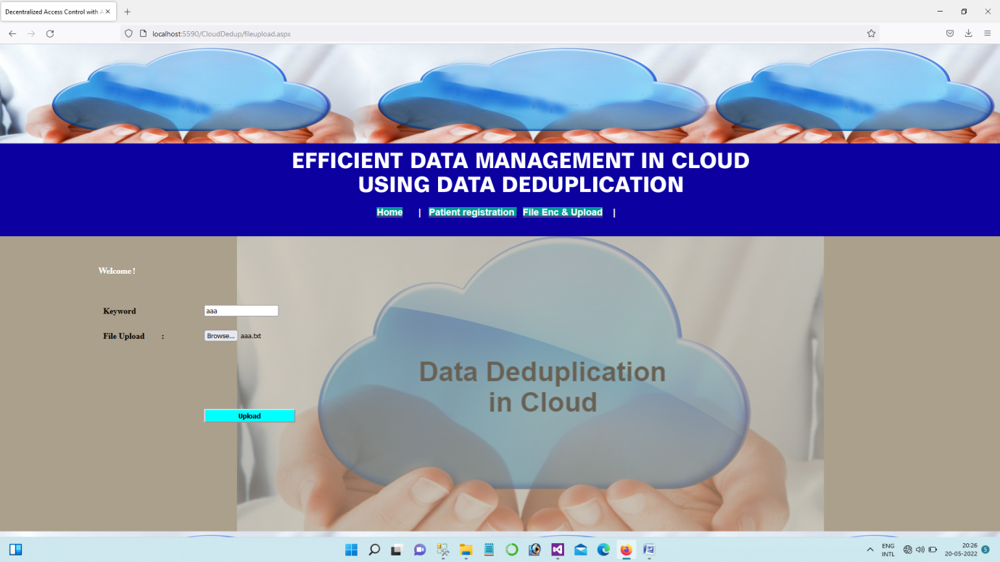 Decentralized Access Control with A
localhost:5590/CloudDedup/fileupload.aspx
EFFICIENT DATA MANAGEMENT IN CLOUD
USING DATA DEDUPLICATION
Home | Patient registration File Enc & Upload |
Welcome !
Keyword aaa
File Upload : Browse... aaa.txt
Data Deduplication
in Cloud
Upload
ENG
INTL
20:26
20-05-2022
5